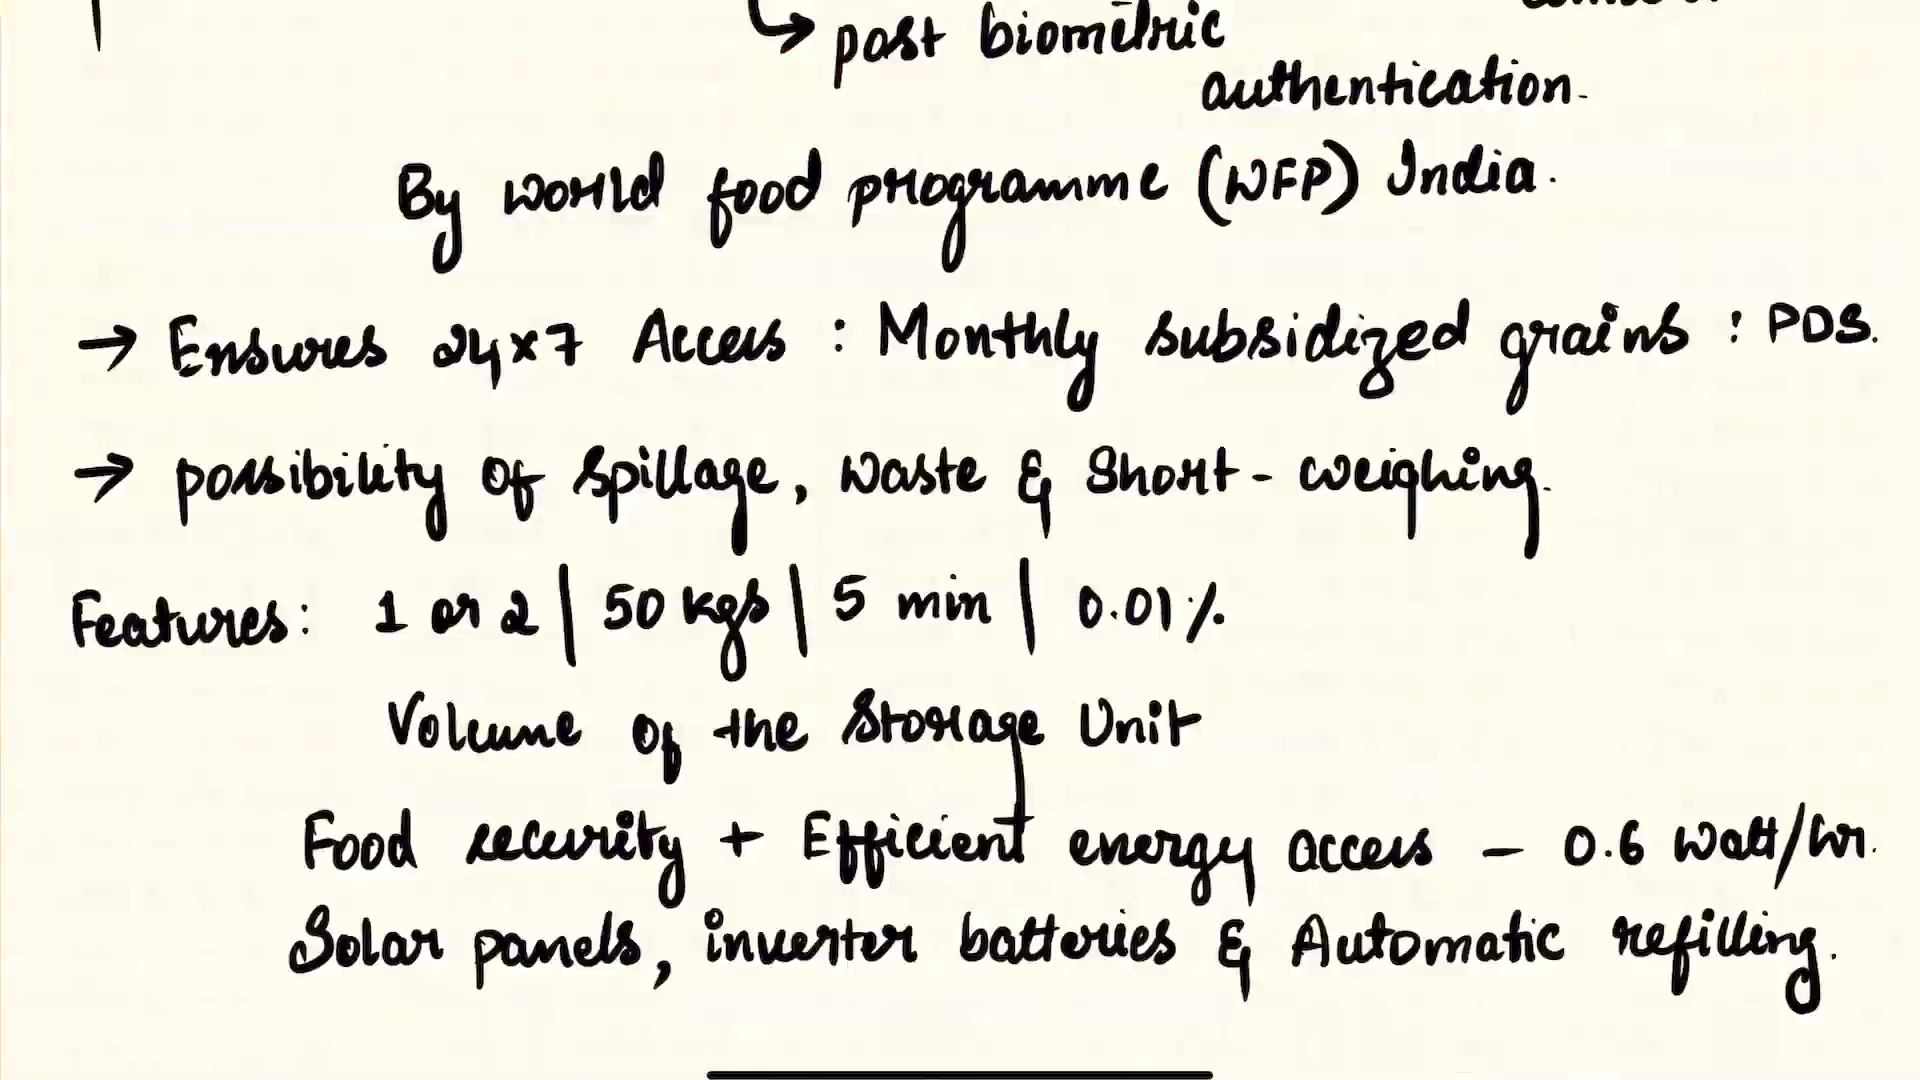 ↳ post biometric
authentication.
By world food programme (WFP) India.
→ Ensures 24x7 Access : Monthly subsidized grains : PDS.
→ possibility of spillage, waste & Short-weighing.
Features: 1 or 2 | 50 kgs | 5 min | 0.01%.
Volume of the Storage Unit
Food security + Efficient energy access – 0.6 Watt/hr.
Solar panels, inverter batteries & Automatic refilling.